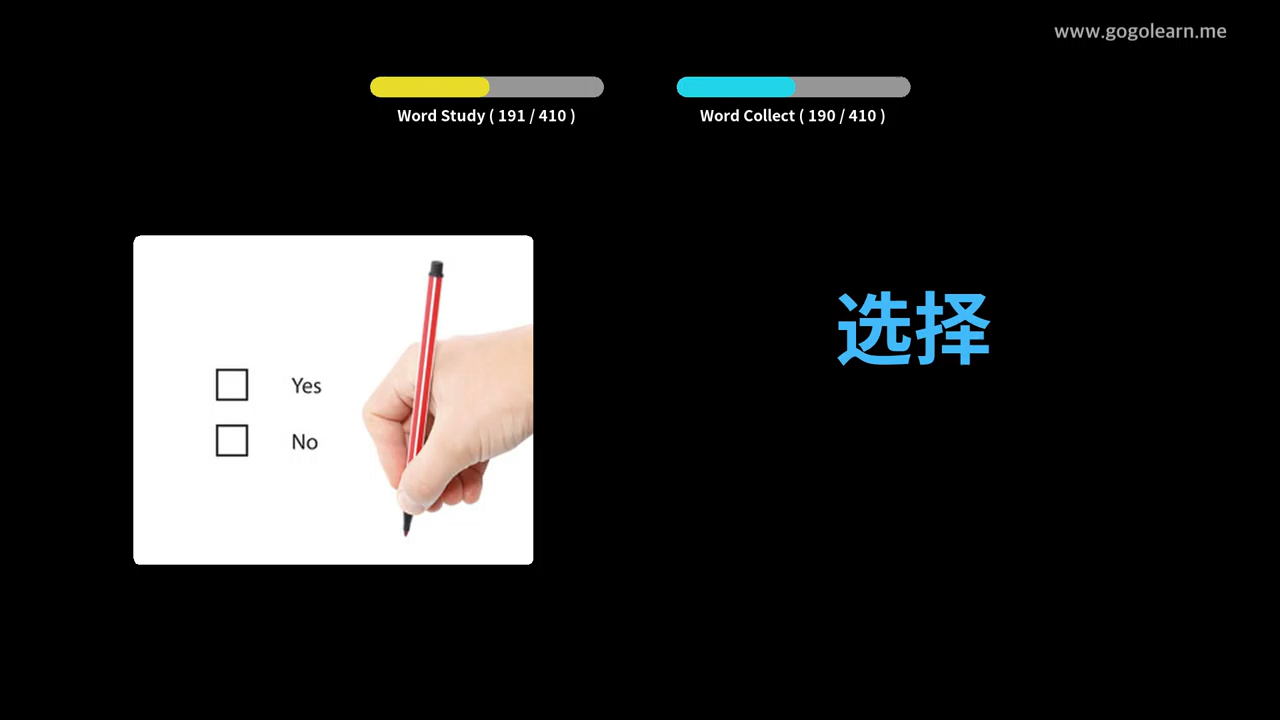 www.gogolearn.me
Word Study ( 191 / 410 )
Word Collect ( 190 / 410 )
Yes
No
选择